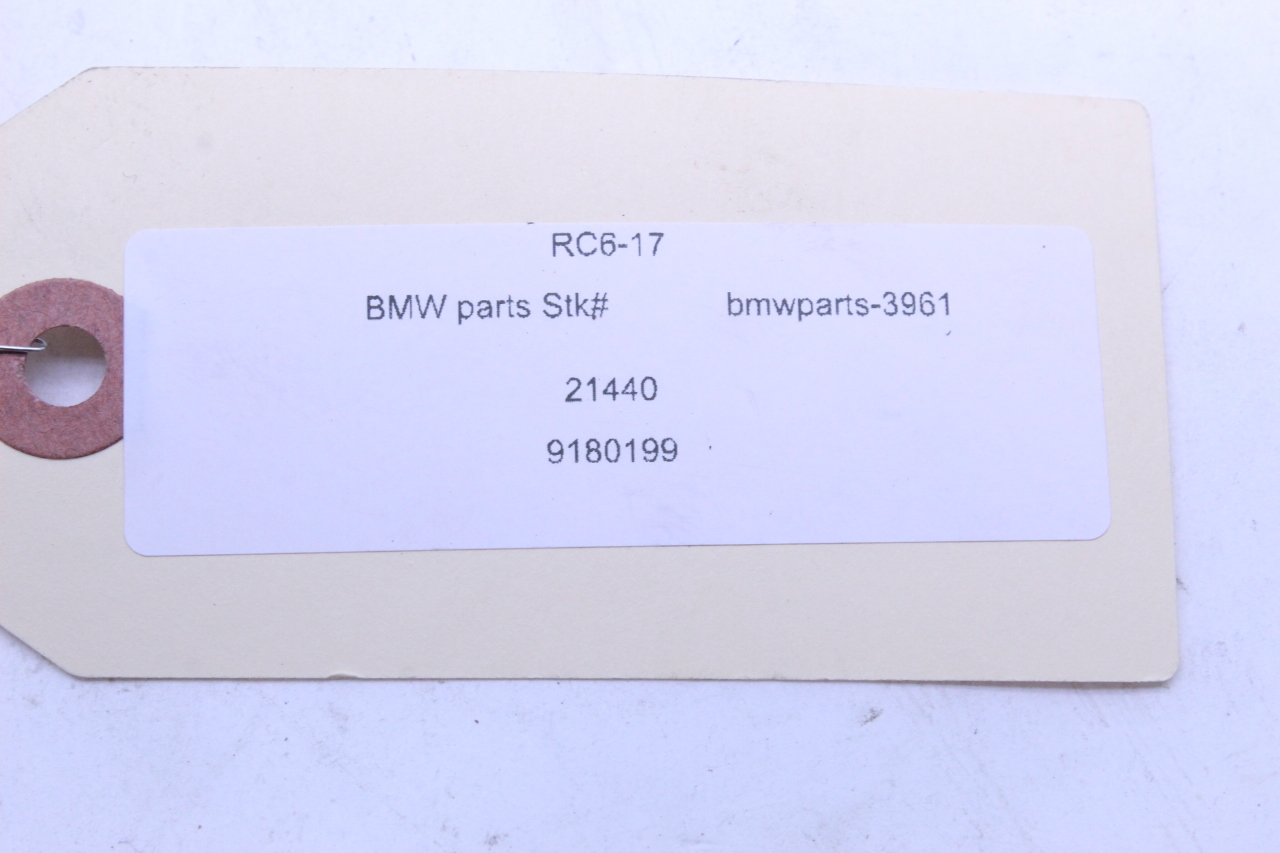 RC6-17
BMW parts Stk# bmwparts-3961
21440
9180199